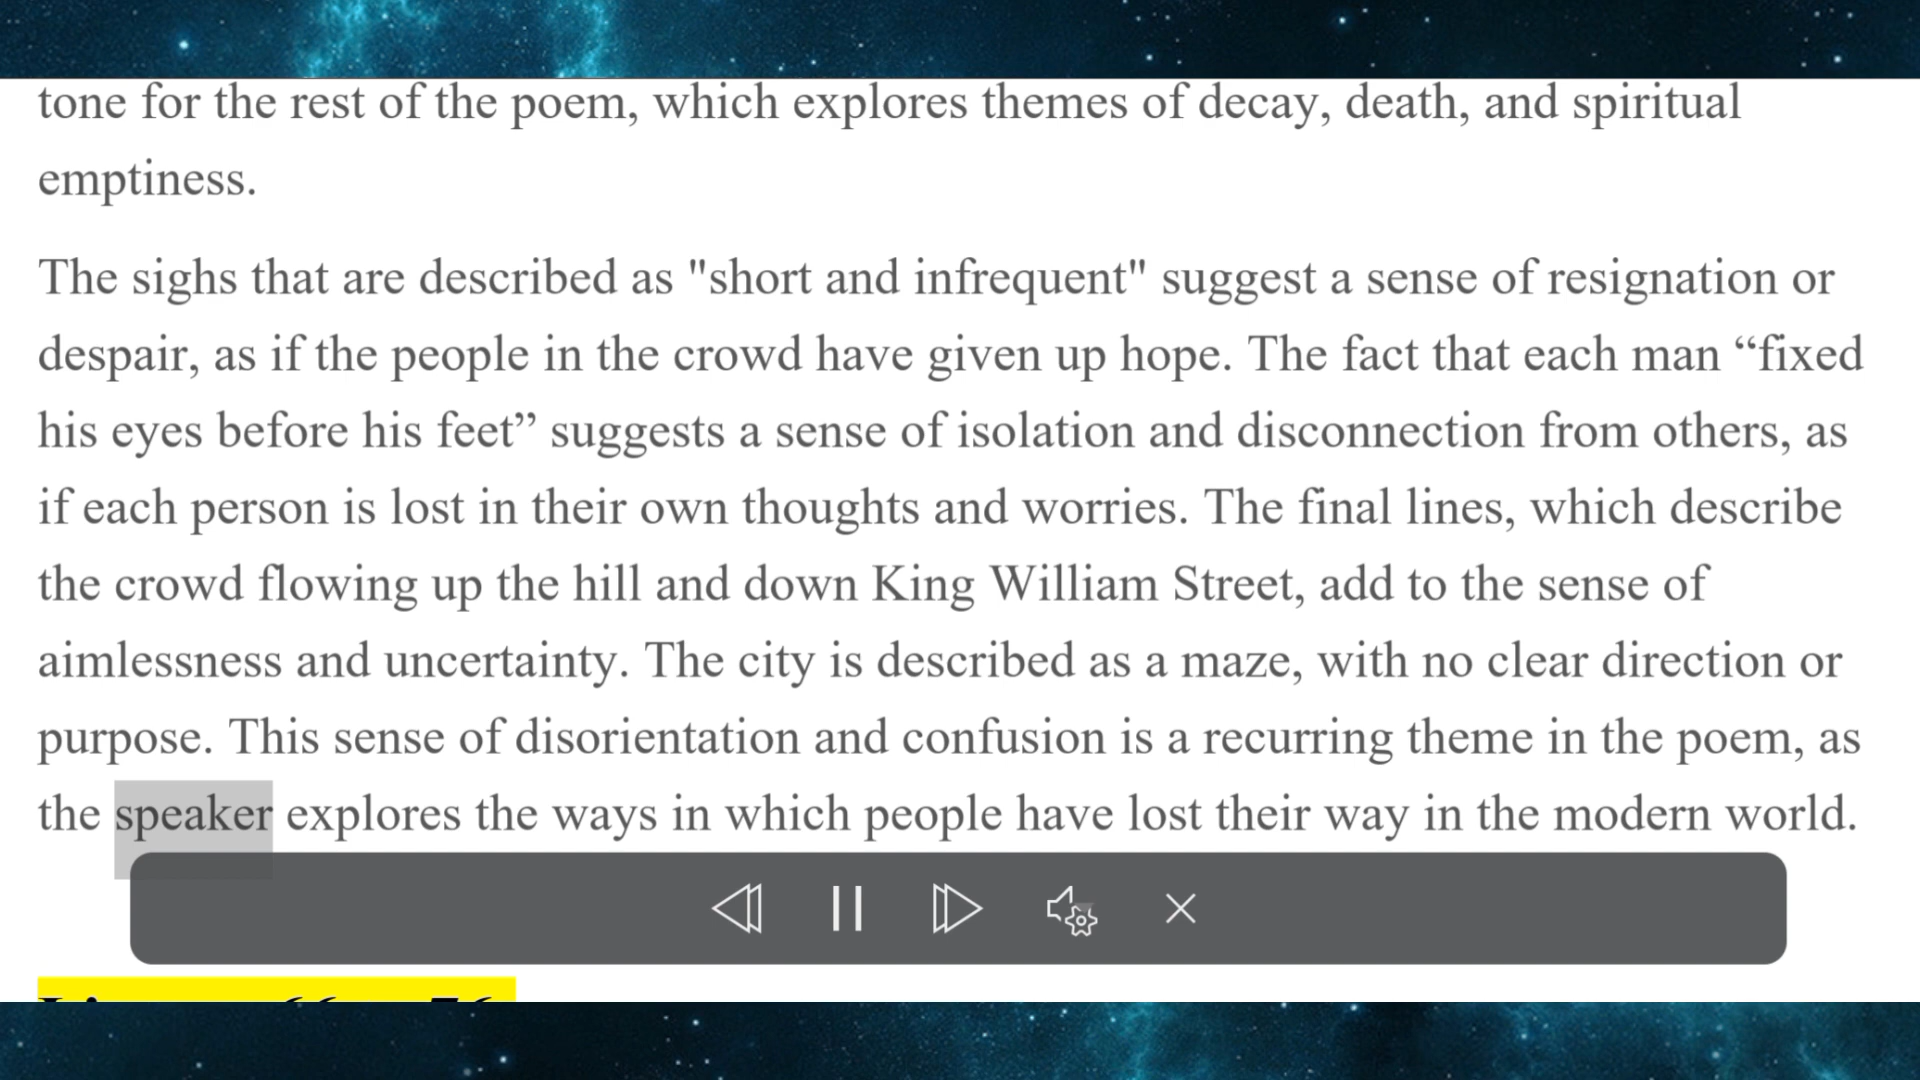 tone for the rest of the poem, which explores themes of decay, death, and spiritual
emptiness.
The sighs that are described as "short and infrequent" suggest a sense of resignation or
despair, as if the people in the crowd have given up hope. The fact that each man “fixed
his eyes before his feet” suggests a sense of isolation and disconnection from others, as
if each person is lost in their own thoughts and worries. The final lines, which describe
the crowd flowing up the hill and down King William Street, add to the sense of
aimlessness and uncertainty. The city is described as a maze, with no clear direction or
purpose. This sense of disorientation and confusion is a recurring theme in the poem, as
the speaker explores the ways in which people have lost their way in the modern world.